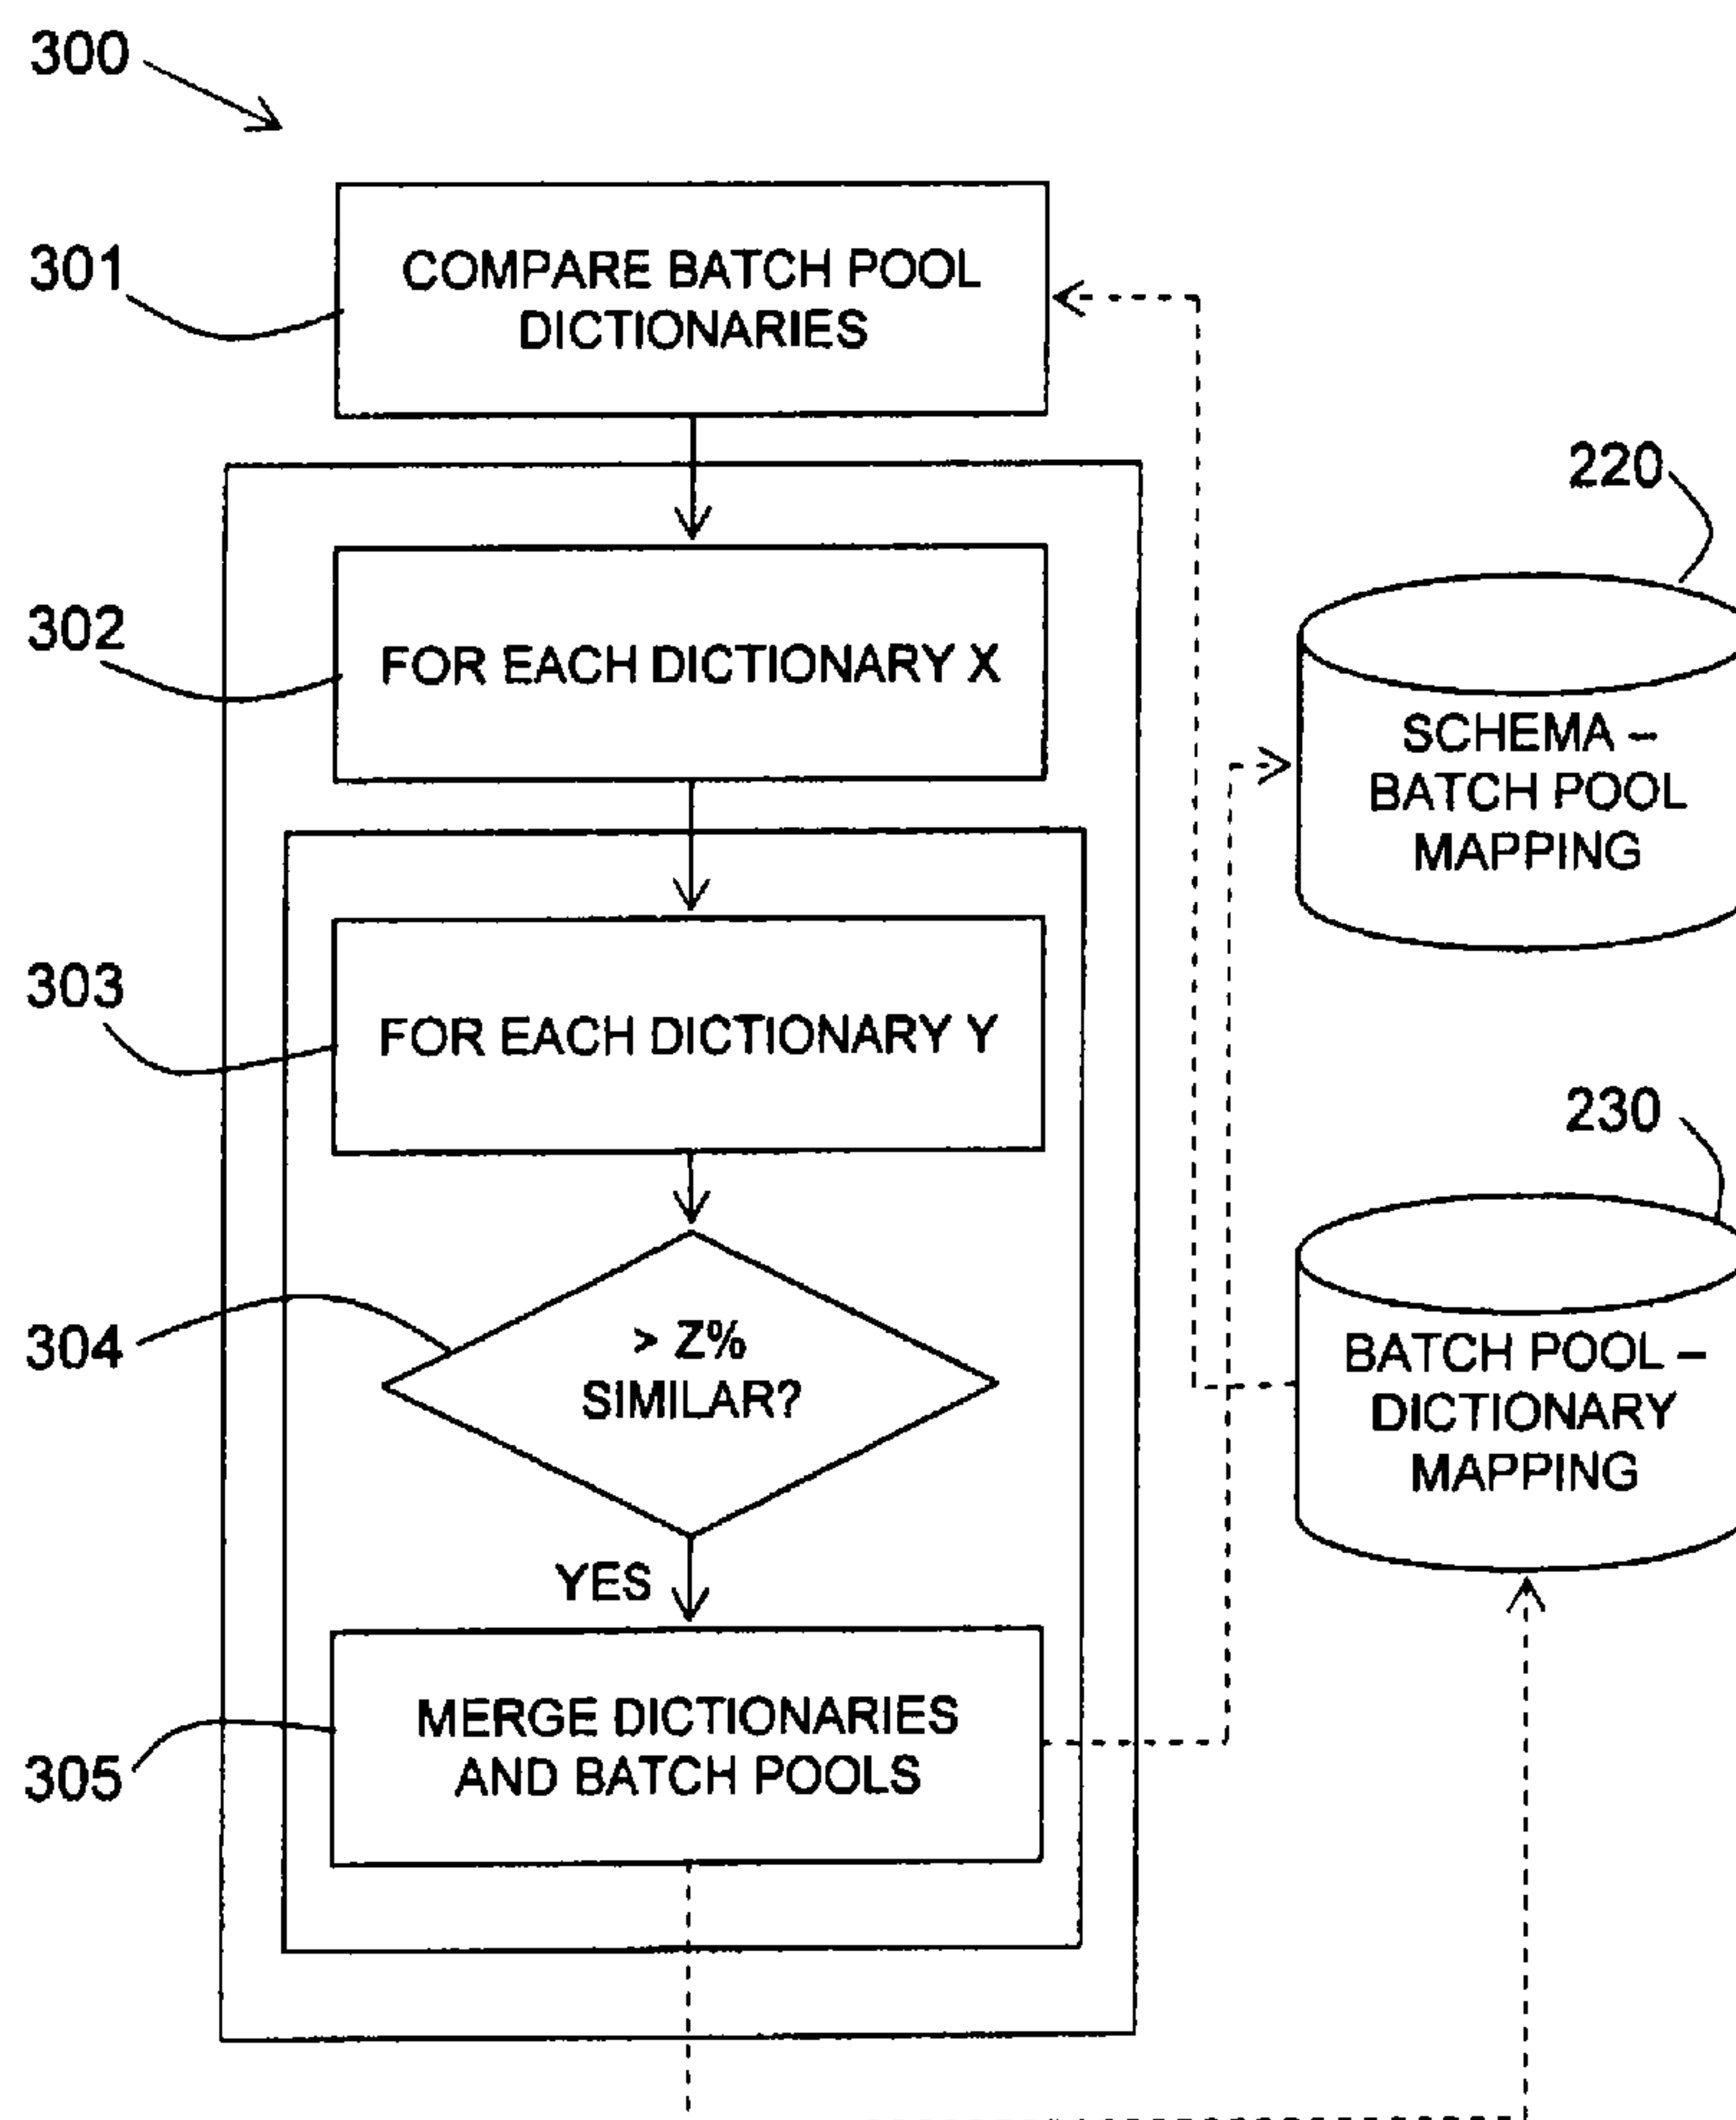 300
301
COMPARE BATCH POOL
DICTIONARIES
220
302
FOR EACH DICTIONARY X
SCHEMA –
BATCH POOL
MAPPING
303
FOR EACH DICTIONARY Y
230
304
> Z%
SIMILAR?
BATCH POOL –
DICTIONARY
MAPPING
YES
305
MERGE DICTIONARIES
AND BATCH POOLS